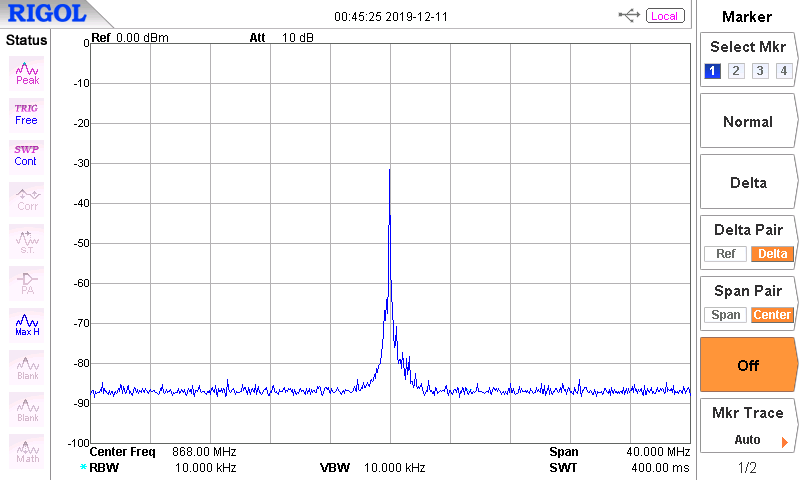 RIGOL
00:45:25 2019-12-11
Local
Status
Peak
TRIG
Free
SWP
Cont
Corr
S.T.
PA
Max H
Blank
Blank
Math
Ref 0.00 dBm
Att 10 dB
0
-10
-20
-30
-40
-50
-60
-70
-80
-90
-100
Center Freq 868.00 MHz
Span 40.000 MHz
RBW 10.000 kHz
VBW 10.000 kHz
SWT 400.00 ms
Marker
Select Mkr
1 2 3 4
Normal
Delta
Delta Pair
Ref Delta
Span Pair
Span Center
Off
Mkr Trace
Auto
1/2